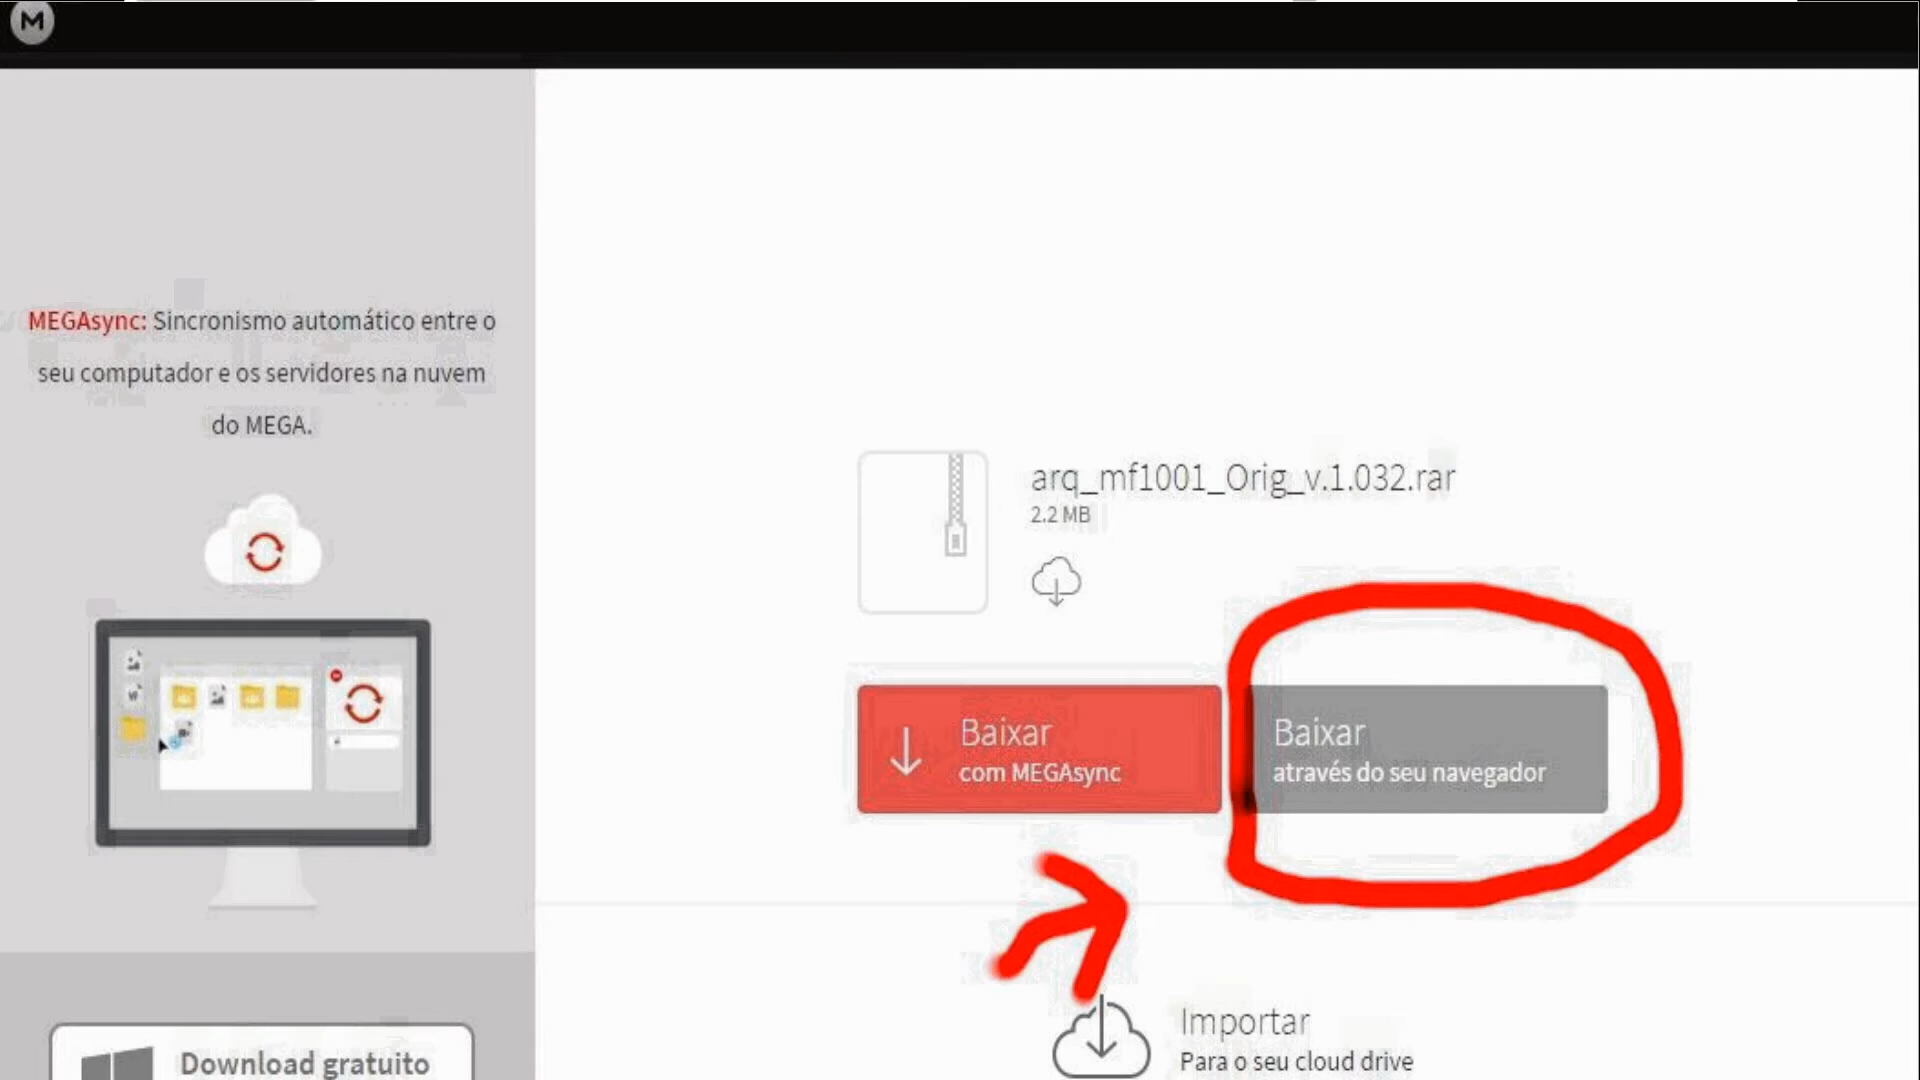 M
MEGAsync: Sincronismo automático entre o
seu computador e os servidores na nuvem
do MEGA.
arq_mf1001_Orig_v.1.032.rar
2.2 MB
Baixar
com MEGAsync
Baixar
através do seu navegador
Importar
Para o seu cloud drive
Download gratuito